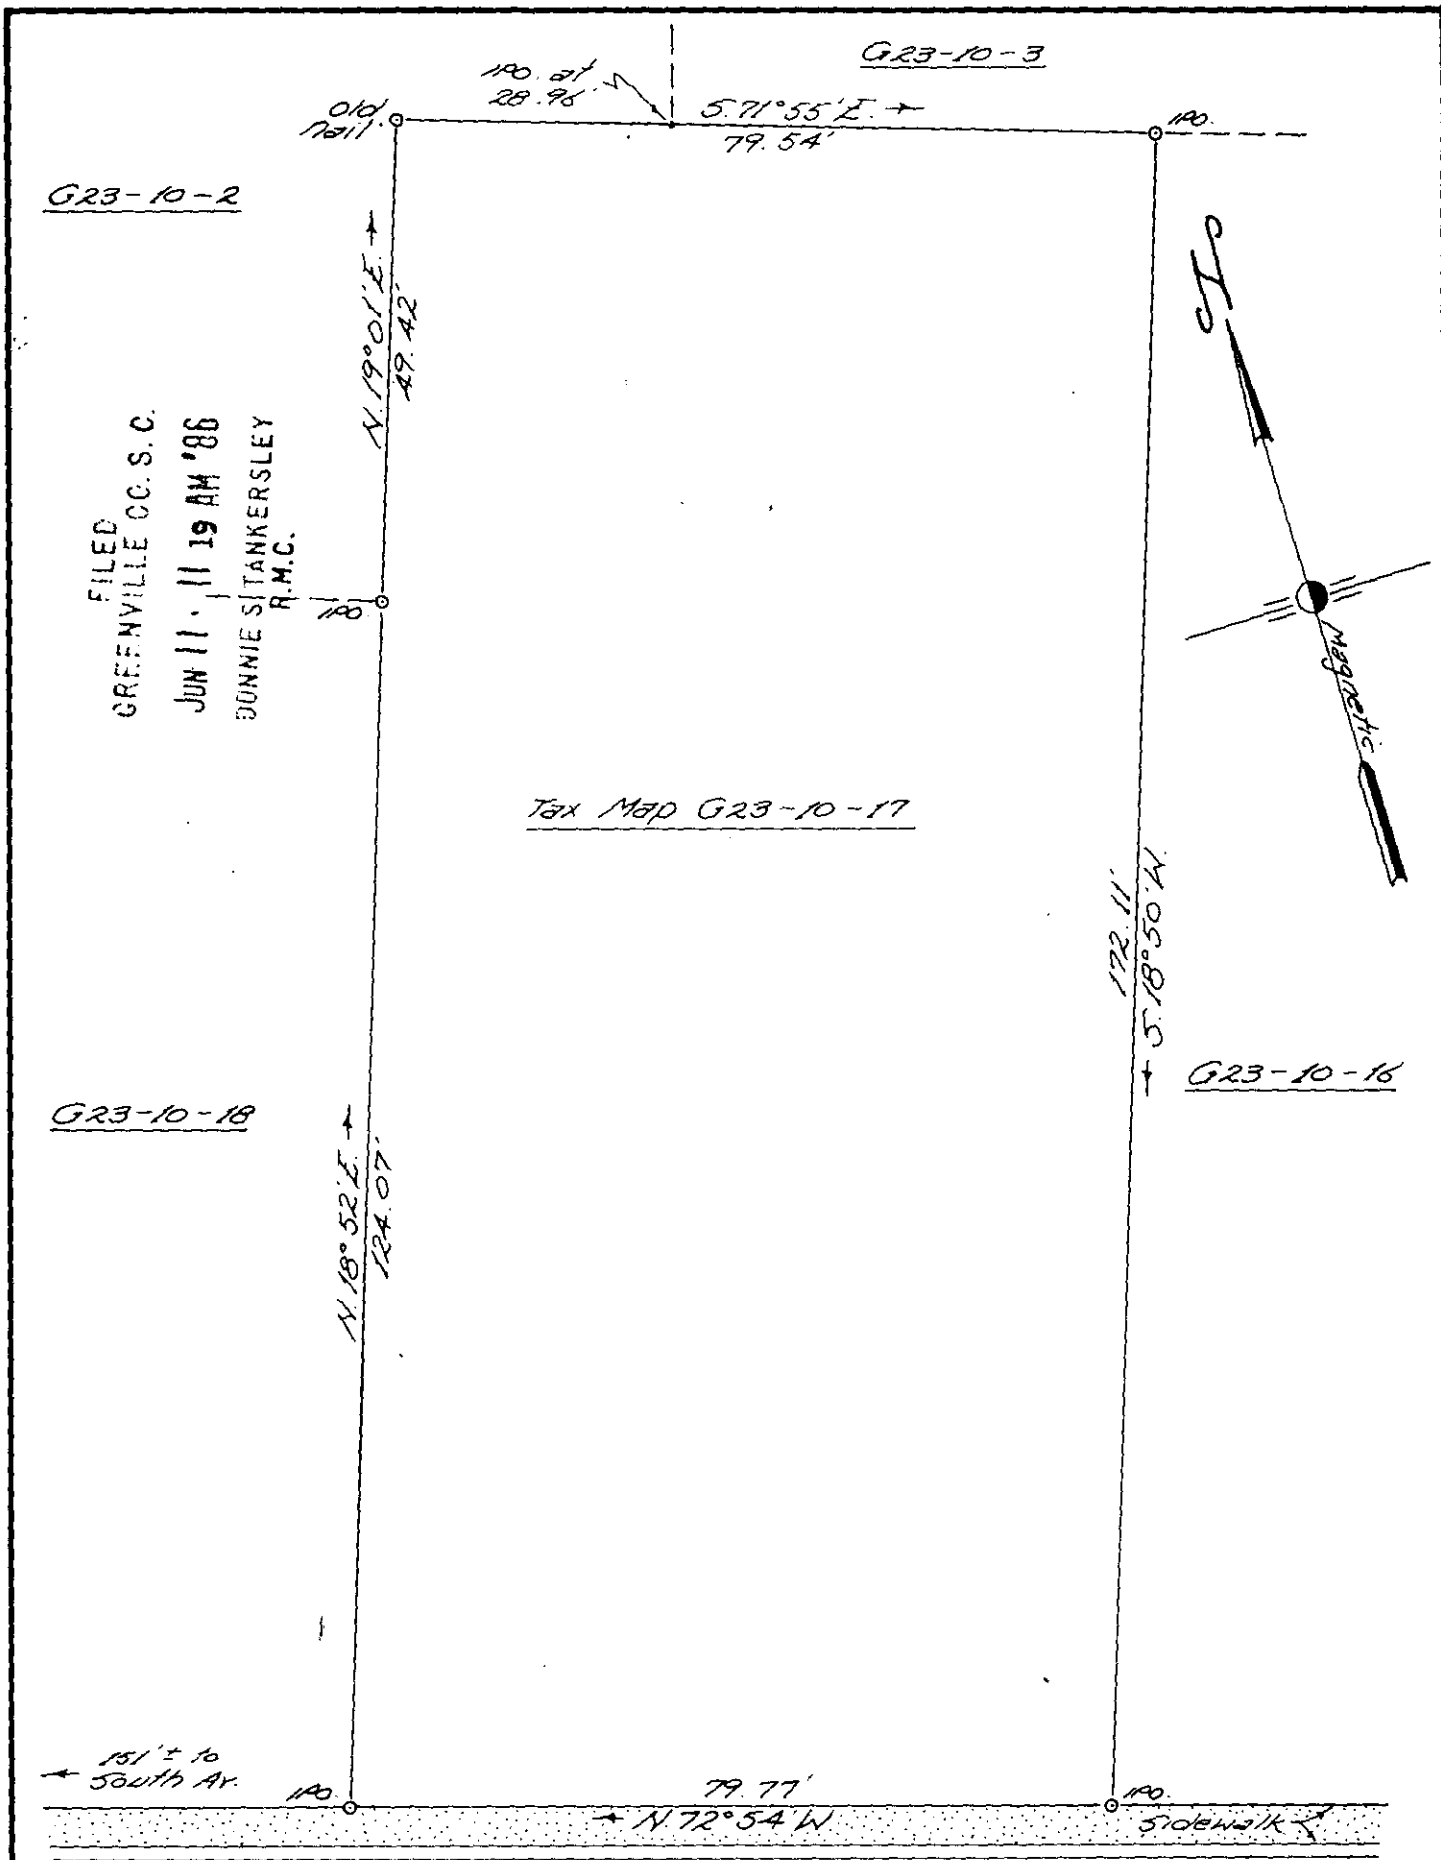 G23-10-3
IPO. at
28.96'
Old
nail.
S.71°55'E.
79.54'
IPO.
G23-10-2
N.19°01'E.
49.42'
FILED
GREENVILLE CO. S. C.
JUN 11 · 11 19 AM '86
DONNIE S. TANKERSLEY
R.M.C.
IPO
Magnetic
Tax Map G23-10-17
172.11'
S.18°50'W.
G23-10-16
G23-10-18
N.18°52'E.
124.07'
151'± to
South Av.
IPO.
79.77'
N72°54'W
IPO.
Sidewalk